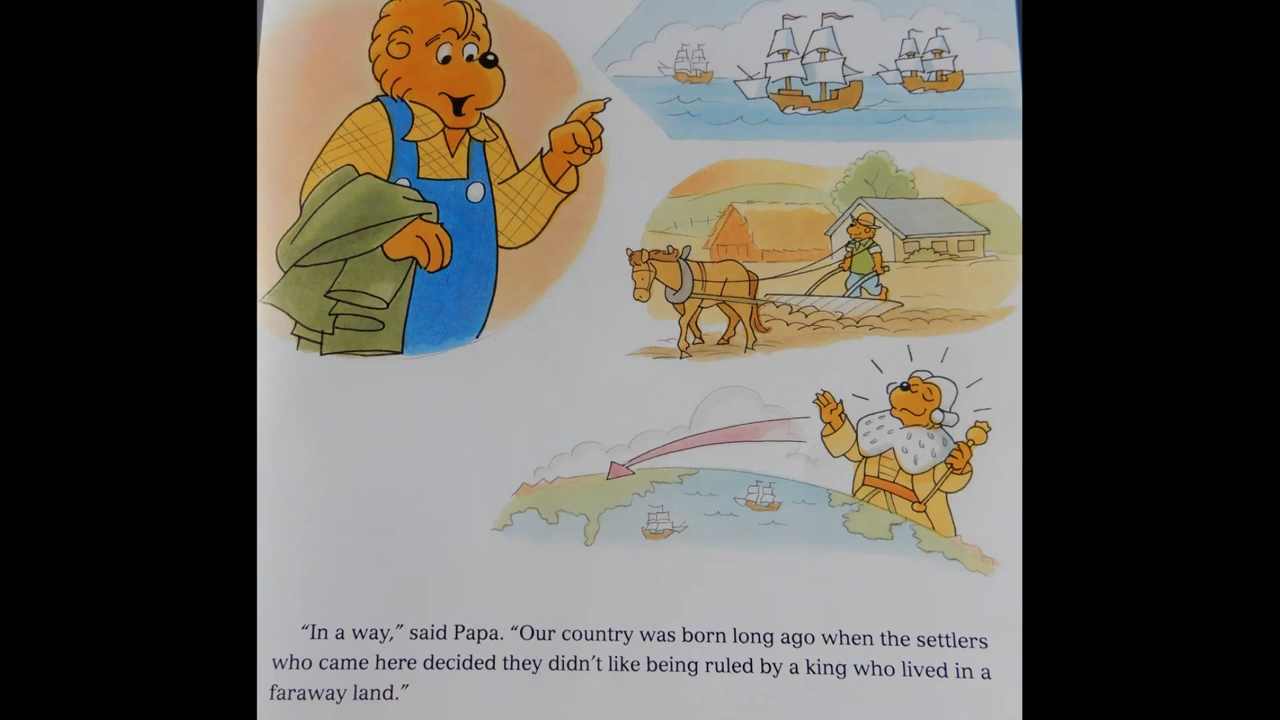 “In a way,” said Papa. “Our country was born long ago when the settlers
who came here decided they didn’t like being ruled by a king who lived in a
faraway land.”